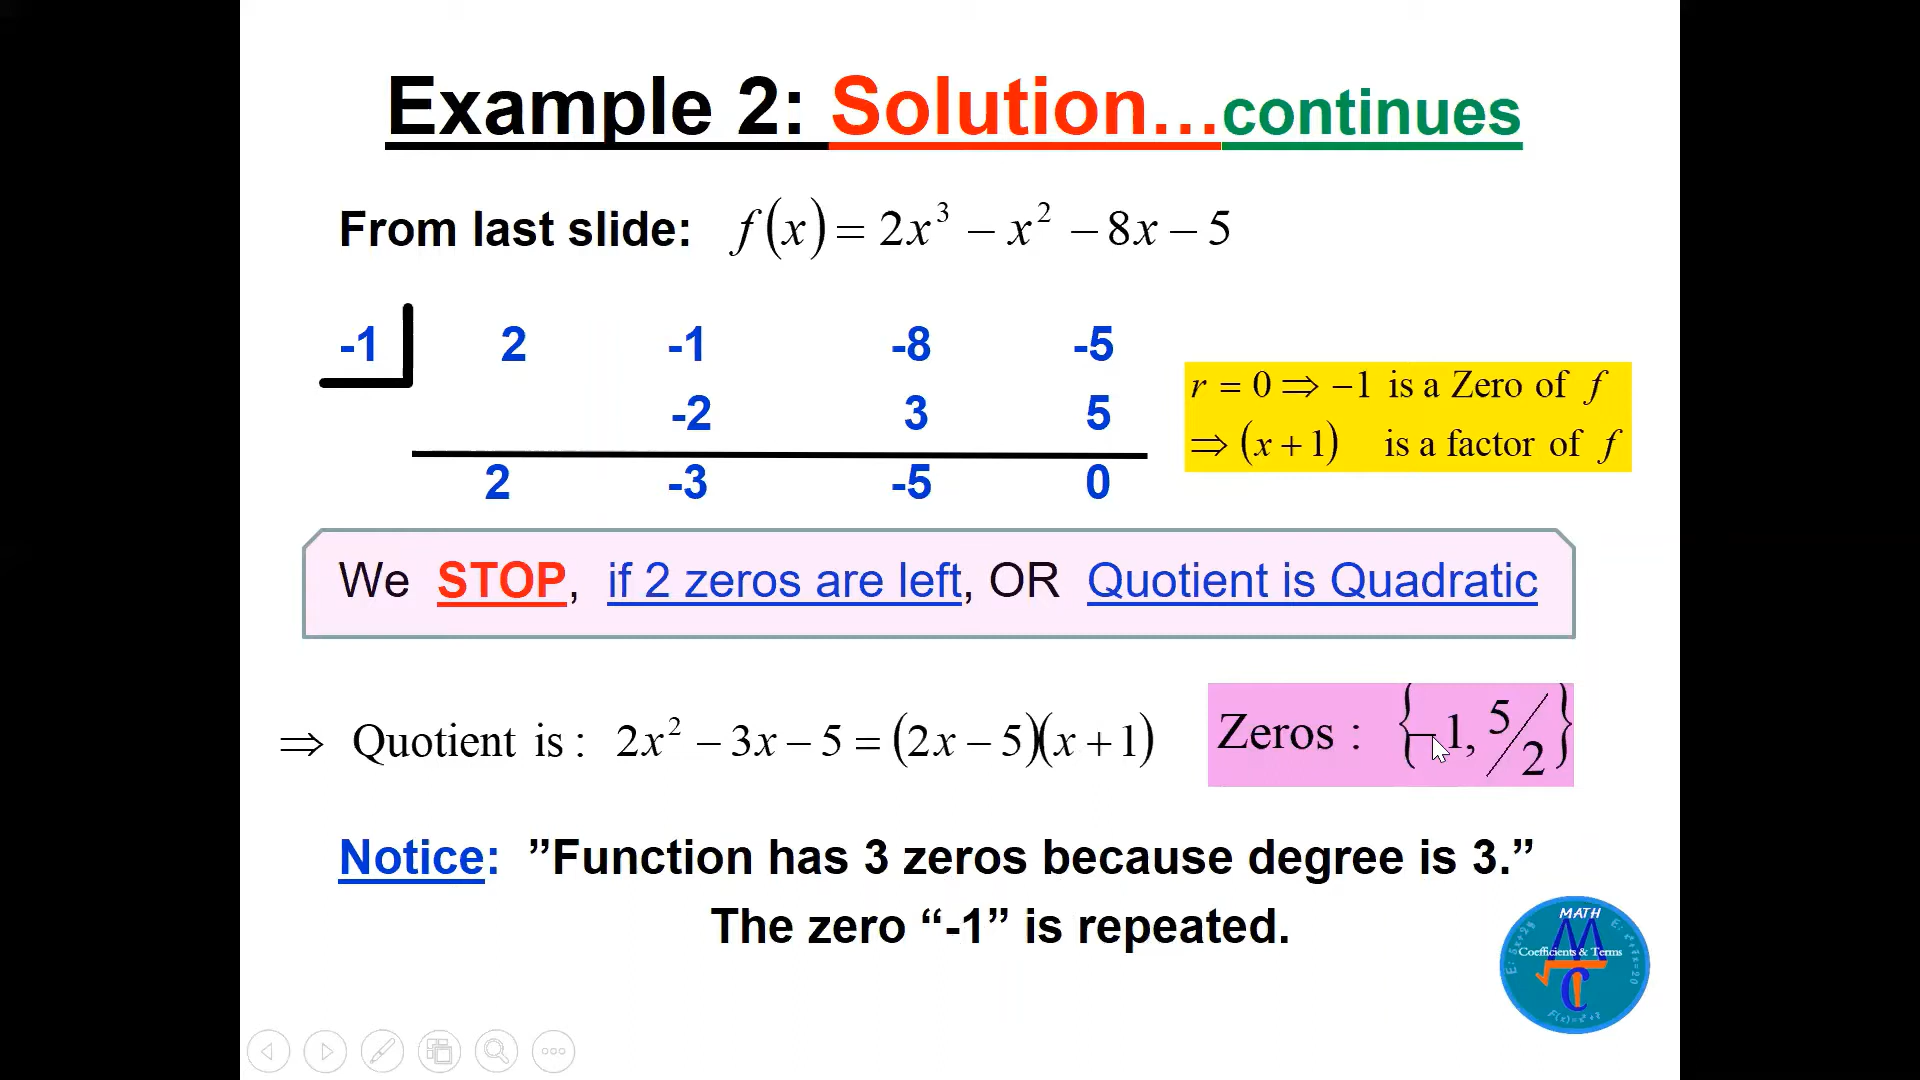 Example 2: Solution…continues
From last slide: f(x) = 2x³ − x² − 8x − 5
-1 2 -1 -8 -5
-2 3 5
2 -3 -5 0
r = 0 ⇒ −1 is a Zero of f
⇒ (x + 1) is a factor of f
We STOP, if 2 zeros are left, OR Quotient is Quadratic
⇒ Quotient is : 2x² − 3x − 5 = (2x − 5)(x + 1)
Zeros : {−1, 5/2}
Notice: ”Function has 3 zeros because degree is 3.”
The zero “-1” is repeated.
MATH
Coefficients & Terms